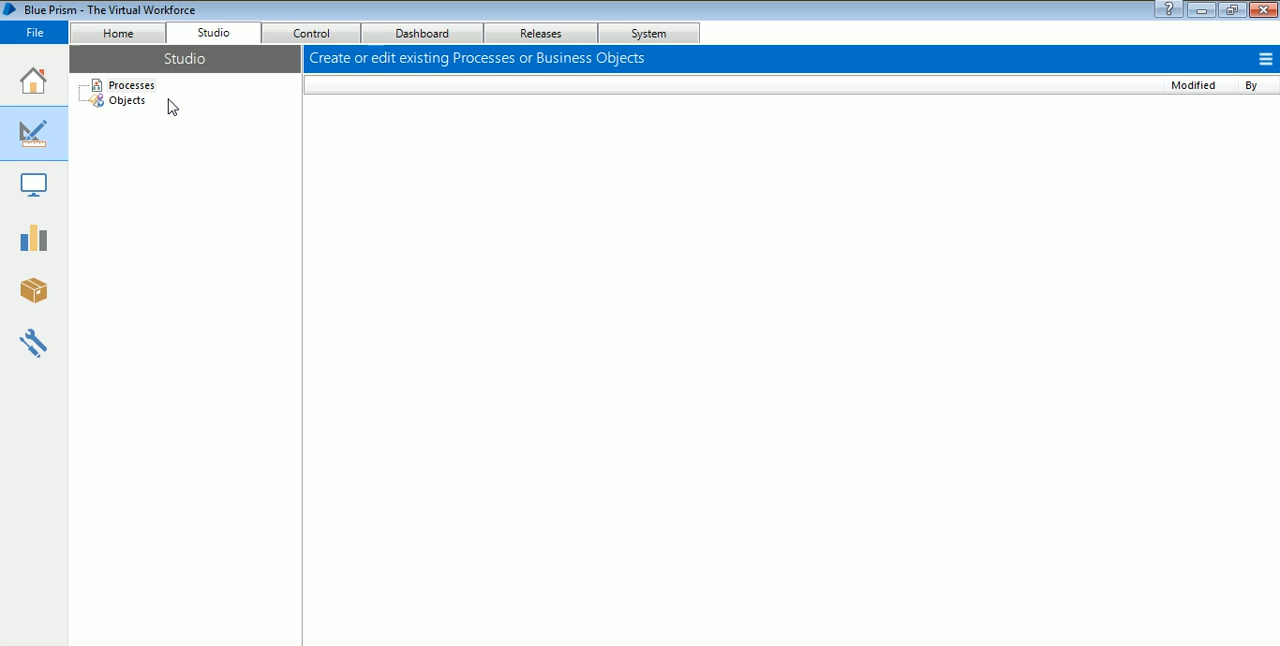 Blue Prism - The Virtual Workforce
?
File
Home
Studio
Control
Dashboard
Releases
System
Studio
Create or edit existing Processes or Business Objects
Processes
Objects
Modified
By